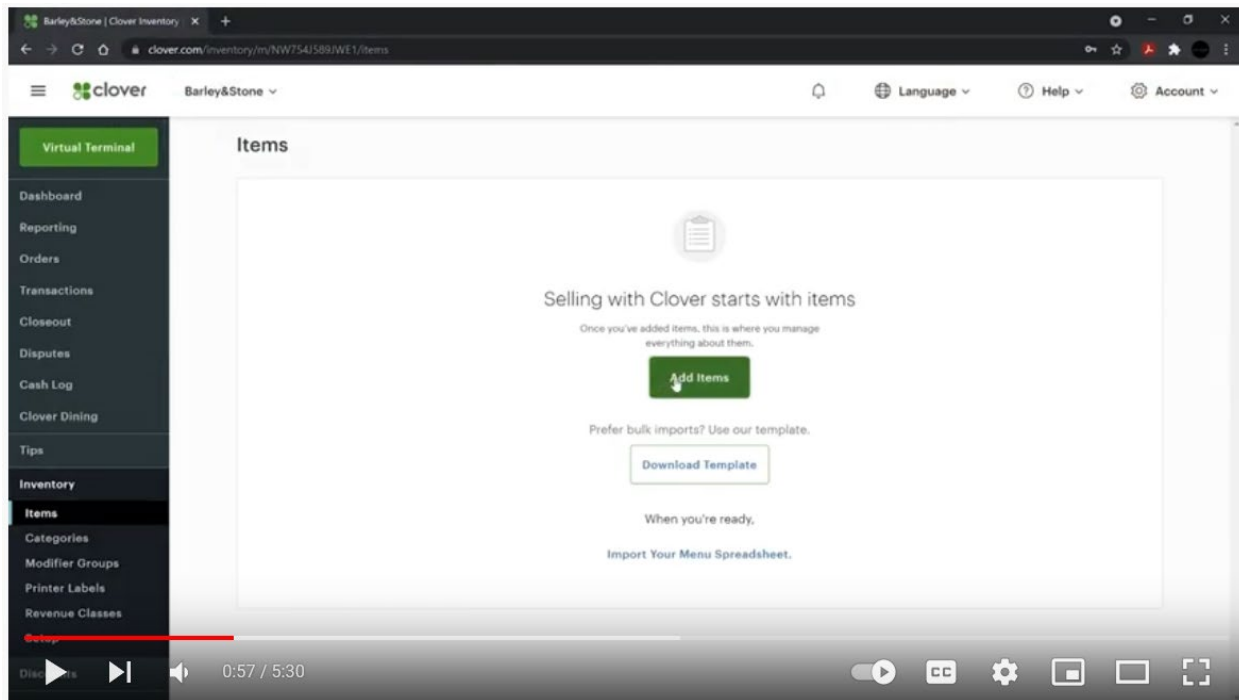 Barley&Stone | Clover Inventory
clover.com/inventory/m/NW754J589JWE1/items
clover
Barley&Stone
Language
Help
Account
Virtual Terminal
Items
Dashboard
Reporting
Orders
Transactions
Closeout
Disputes
Cash Log
Clover Dining
Tips
Inventory
Items
Categories
Modifier Groups
Printer Labels
Revenue Classes
Setup
Selling with Clover starts with items
Once you've added items, this is where you manage
everything about them.
Add Items
Prefer bulk imports? Use our template.
Download Template
When you're ready,
Import Your Menu Spreadsheet.
0:57 / 5:30
CC